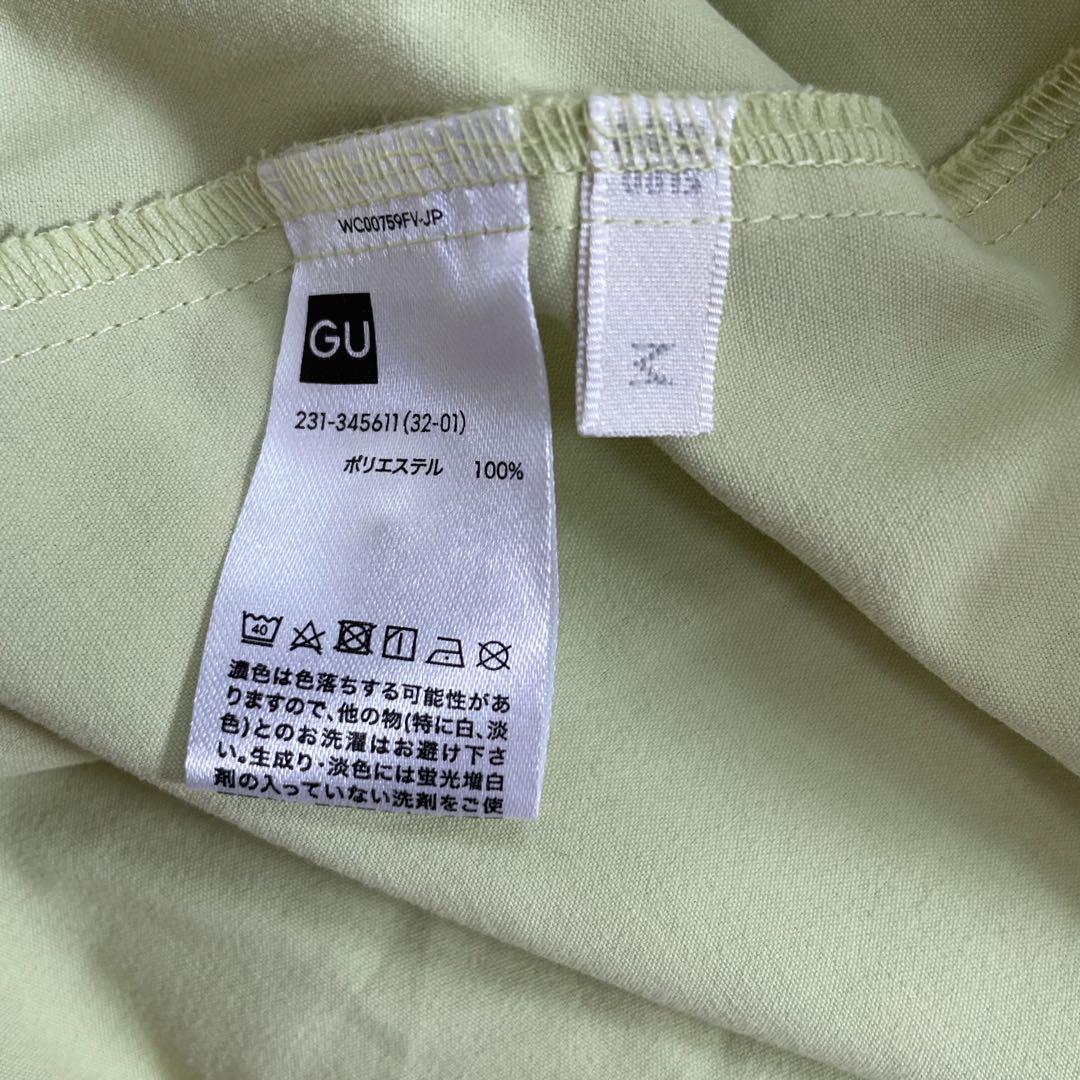 WC00759FV-JP
GU
231-345611(32-01)
ポリエステル 100%
40
濃色は色落ちする可能性があ
りますので、他の物(特に白、淡
色)とのお洗濯はお避け下さ
い。生成り・淡色には蛍光増白
剤の入っていない洗剤をご使
M